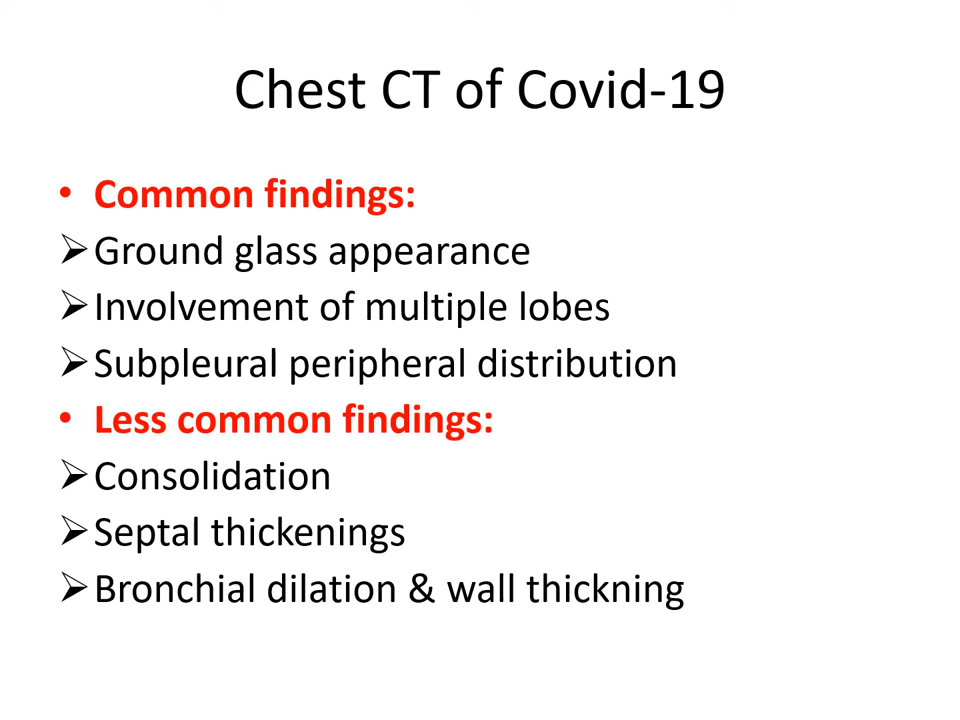 Chest CT of Covid-19
• Common findings:
➢Ground glass appearance
➢Involvement of multiple lobes
➢Subpleural peripheral distribution
• Less common findings:
➢Consolidation
➢Septal thickenings
➢Bronchial dilation & wall thickning